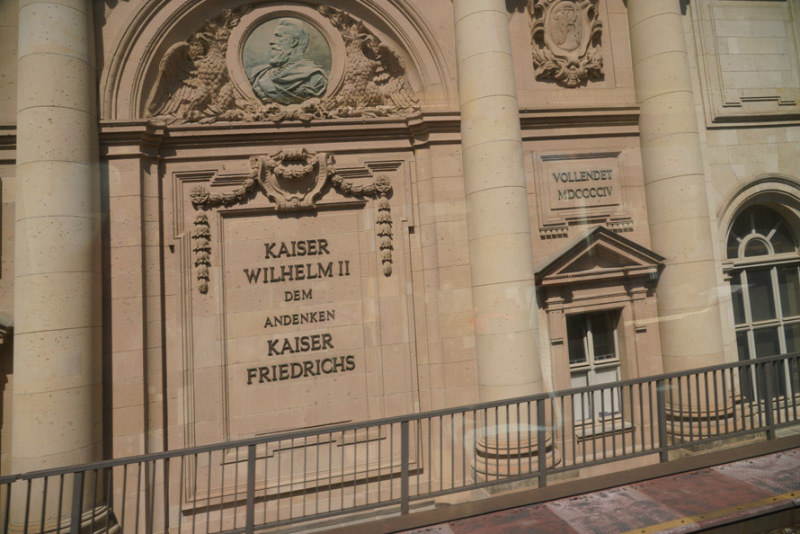 KAISER
WILHELM II
DEM
ANDENKEN
KAISER
FRIEDRICHS
VOLLENDET
MDCCCCIV